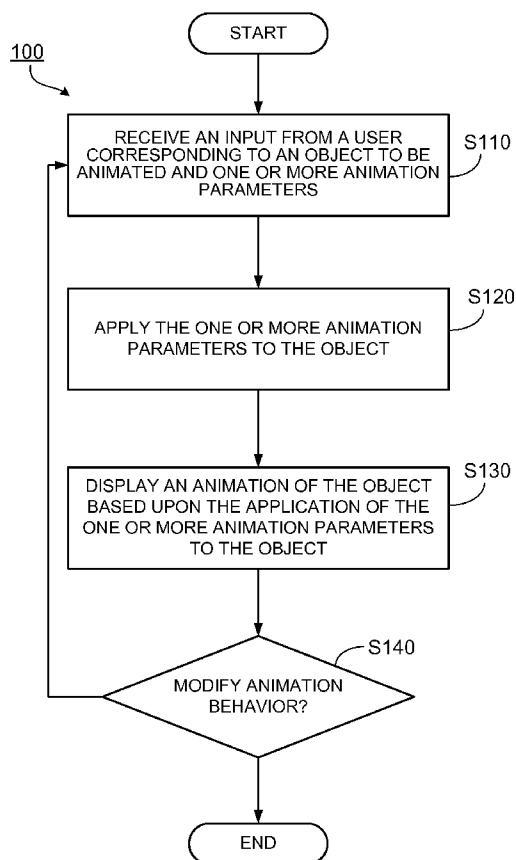 START
100
RECEIVE AN INPUT FROM A USER
CORRESPONDING TO AN OBJECT TO BE
ANIMATED AND ONE OR MORE ANIMATION
PARAMETERS
S110
APPLY THE ONE OR MORE ANIMATION
PARAMETERS TO THE OBJECT
S120
DISPLAY AN ANIMATION OF THE OBJECT
BASED UPON THE APPLICATION OF THE
ONE OR MORE ANIMATION PARAMETERS
TO THE OBJECT
S130
MODIFY ANIMATION
BEHAVIOR?
S140
END